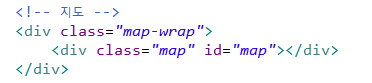 <!-- 지도 -->
<div class="map-wrap">
    <div class="map" id="map"></div>
</div>